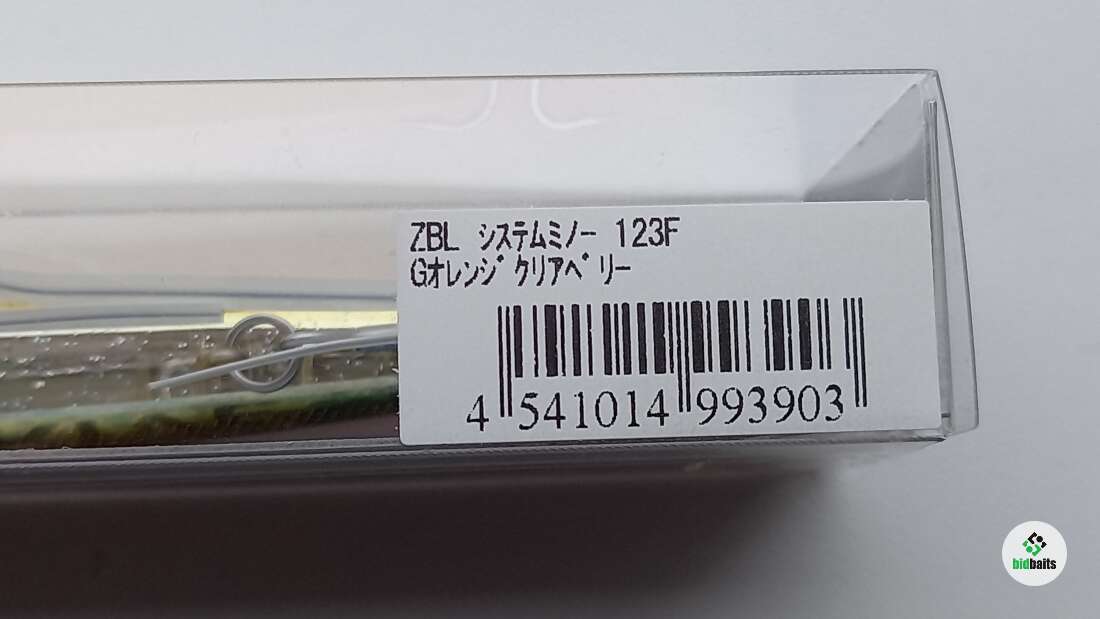 ZBL ｼｽﾃﾑﾐﾉｰ 123F
Gｵﾚﾝｼﾞｸﾘｱﾍﾞﾘｰ
4 541014 993903
bidbaits